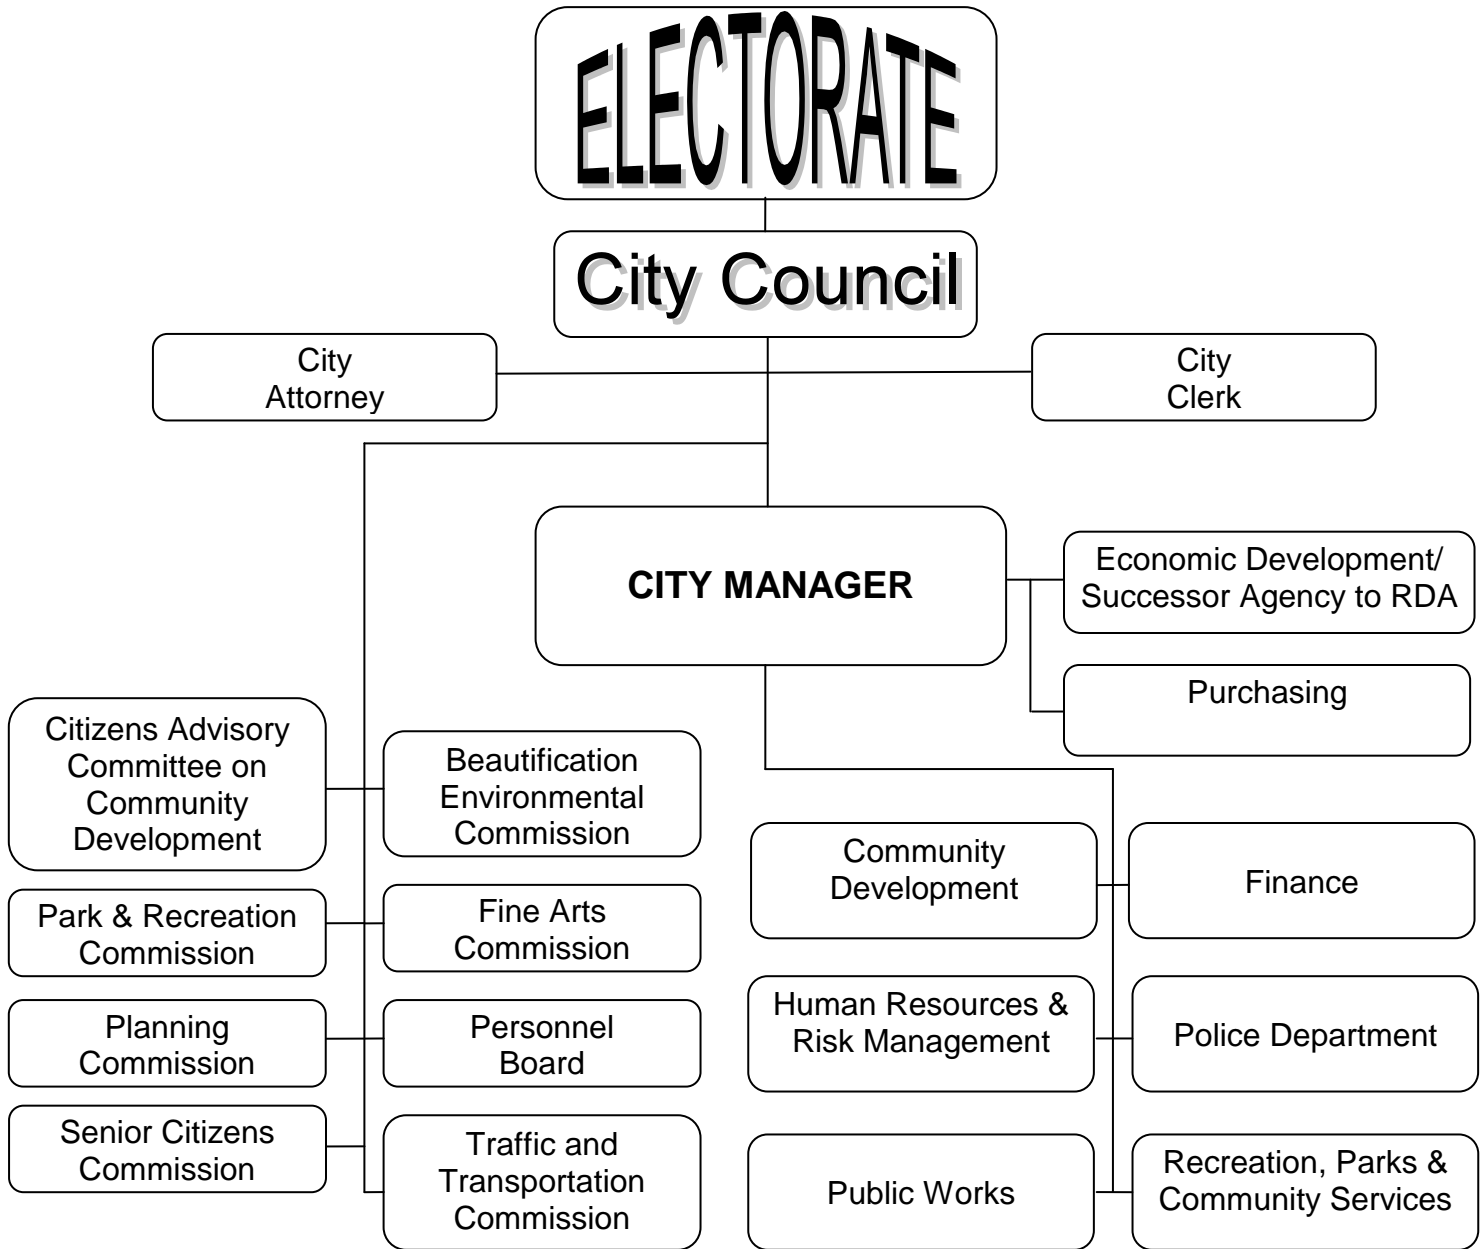 ELECTORATE
City Council
City
Attorney
City
Clerk
CITY MANAGER
Economic Development/
Successor Agency to RDA
Purchasing
Citizens Advisory
Committee on
Community
Development
Beautification
Environmental
Commission
Park & Recreation
Commission
Fine Arts
Commission
Planning
Commission
Personnel
Board
Senior Citizens
Commission
Traffic and
Transportation
Commission
Community
Development
Finance
Human Resources &
Risk Management
Police Department
Public Works
Recreation, Parks &
Community Services